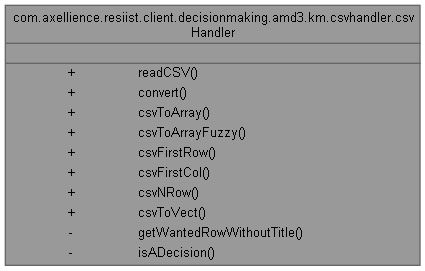 com.axellience.resiist.client.decisionmaking.amd3.km.csvhandler.csv
Handler
+ readCSV()
+ convert()
+ csvToArray()
+ csvToArrayFuzzy()
+ csvFirstRow()
+ csvFirstCol()
+ csvNRow()
+ csvToVect()
- getWantedRowWithoutTitle()
- isADecision()